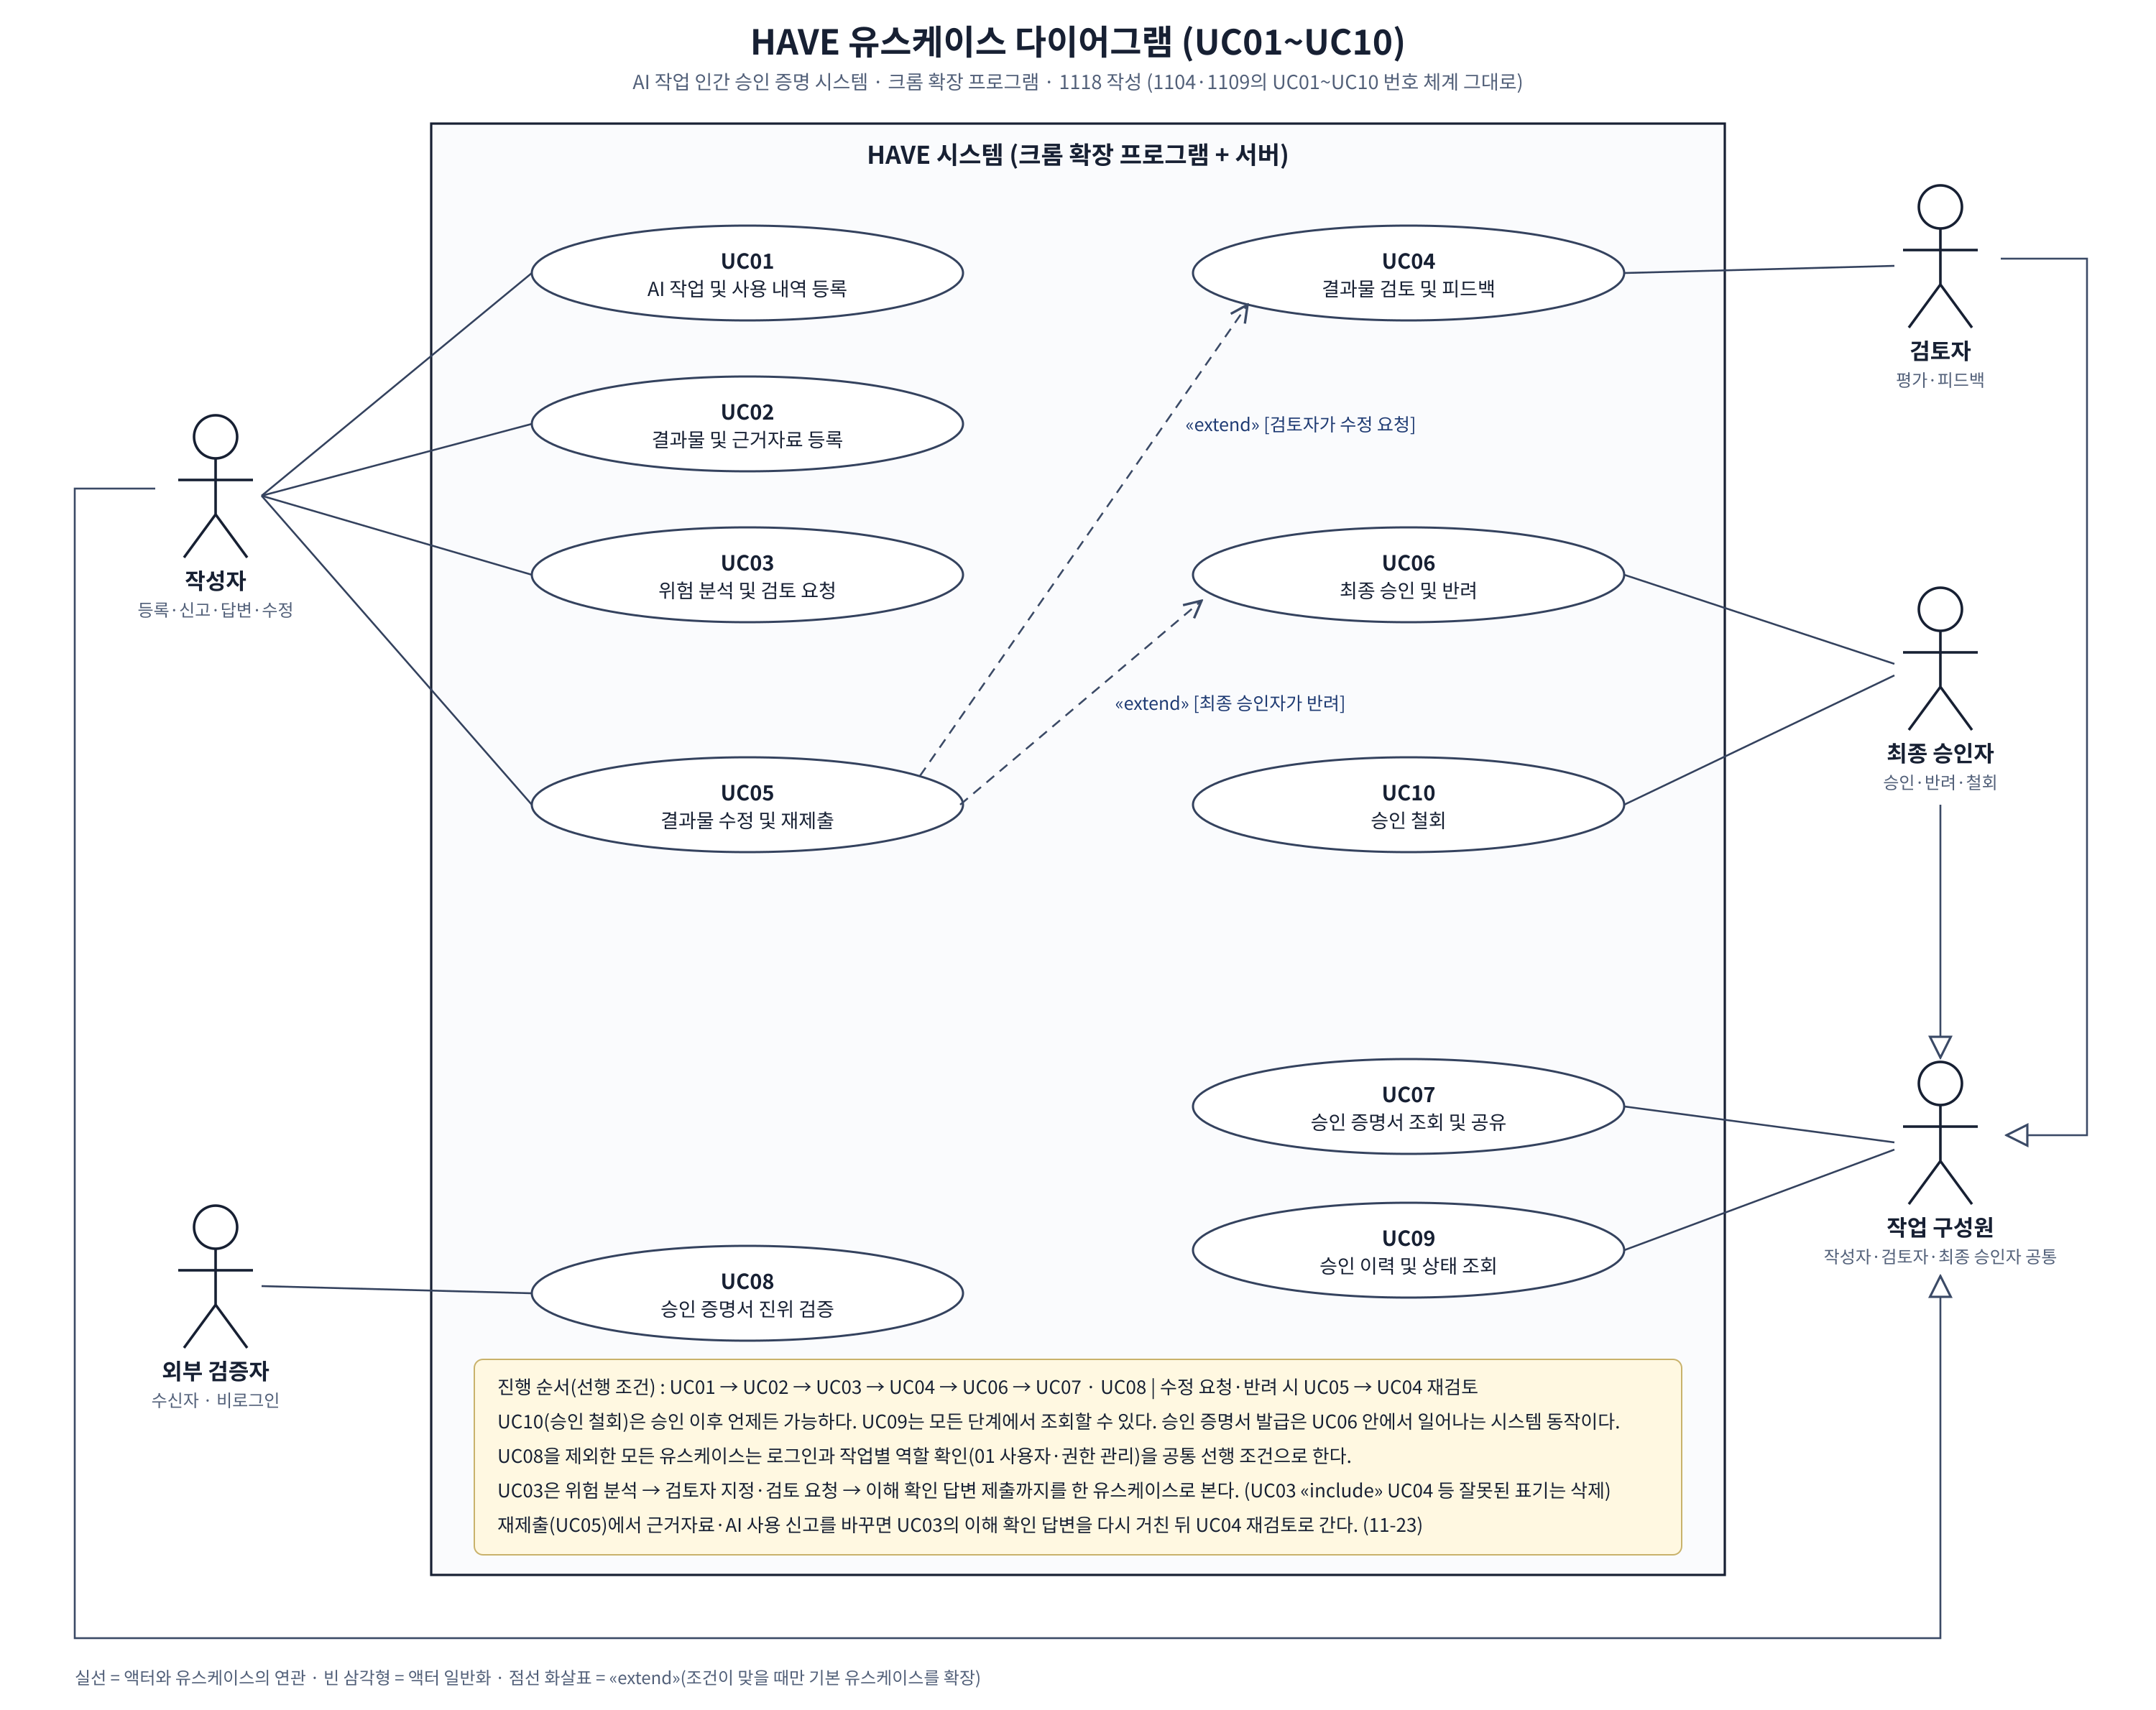 HAVE 유스케이스 다이어그램 (UC01~UC10)
AI 작업 인간 승인 증명 시스템 · 크롬 확장 프로그램 · 1118 작성 (1104·1109의 UC01~UC10 번호 체계 그대로)
HAVE 시스템 (크롬 확장 프로그램 + 서버)
UC01
AI 작업 및 사용 내역 등록
UC04
결과물 검토 및 피드백
검토자
평가·피드백
UC02
결과물 및 근거자료 등록
«extend» [검토자가 수정 요청]
작성자
등록·신고·답변·수정
UC03
위험 분석 및 검토 요청
UC06
최종 승인 및 반려
«extend» [최종 승인자가 반려]
최종 승인자
승인·반려·철회
UC05
결과물 수정 및 재제출
UC10
승인 철회
UC07
승인 증명서 조회 및 공유
UC09
승인 이력 및 상태 조회
작업 구성원
작성자·검토자·최종 승인자 공통
UC08
승인 증명서 진위 검증
외부 검증자
수신자 · 비로그인
진행 순서(선행 조건) : UC01 → UC02 → UC03 → UC04 → UC06 → UC07 · UC08 | 수정 요청·반려 시 UC05 → UC04 재검토
UC10(승인 철회)은 승인 이후 언제든 가능하다. UC09는 모든 단계에서 조회할 수 있다. 승인 증명서 발급은 UC06 안에서 일어나는 시스템 동작이다.
UC08을 제외한 모든 유스케이스는 로그인과 작업별 역할 확인(01 사용자·권한 관리)을 공통 선행 조건으로 한다.
UC03은 위험 분석 → 검토자 지정·검토 요청 → 이해 확인 답변 제출까지를 한 유스케이스로 본다. (UC03 «include» UC04 등 잘못된 표기는 삭제)
재제출(UC05)에서 근거자료·AI 사용 신고를 바꾸면 UC03의 이해 확인 답변을 다시 거친 뒤 UC04 재검토로 간다. (11-23)
실선 = 액터와 유스케이스의 연관 · 빈 삼각형 = 액터 일반화 · 점선 화살표 = «extend»(조건이 맞을 때만 기본 유스케이스를 확장)